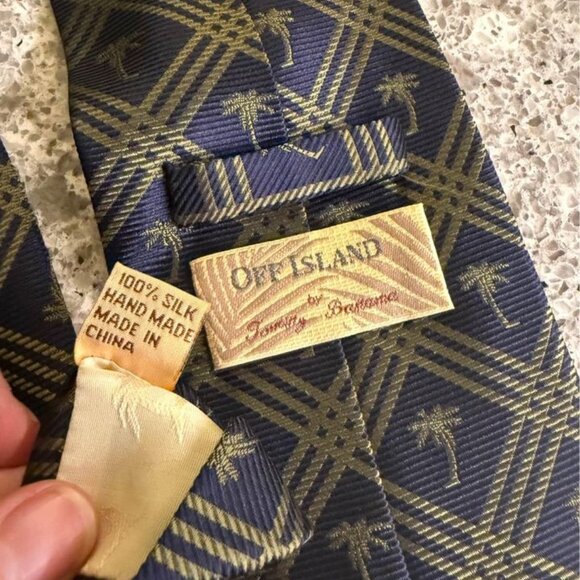 OFF ISLAND
by
Tommy Bahama
100% SILK
HAND MADE
MADE IN
CHINA